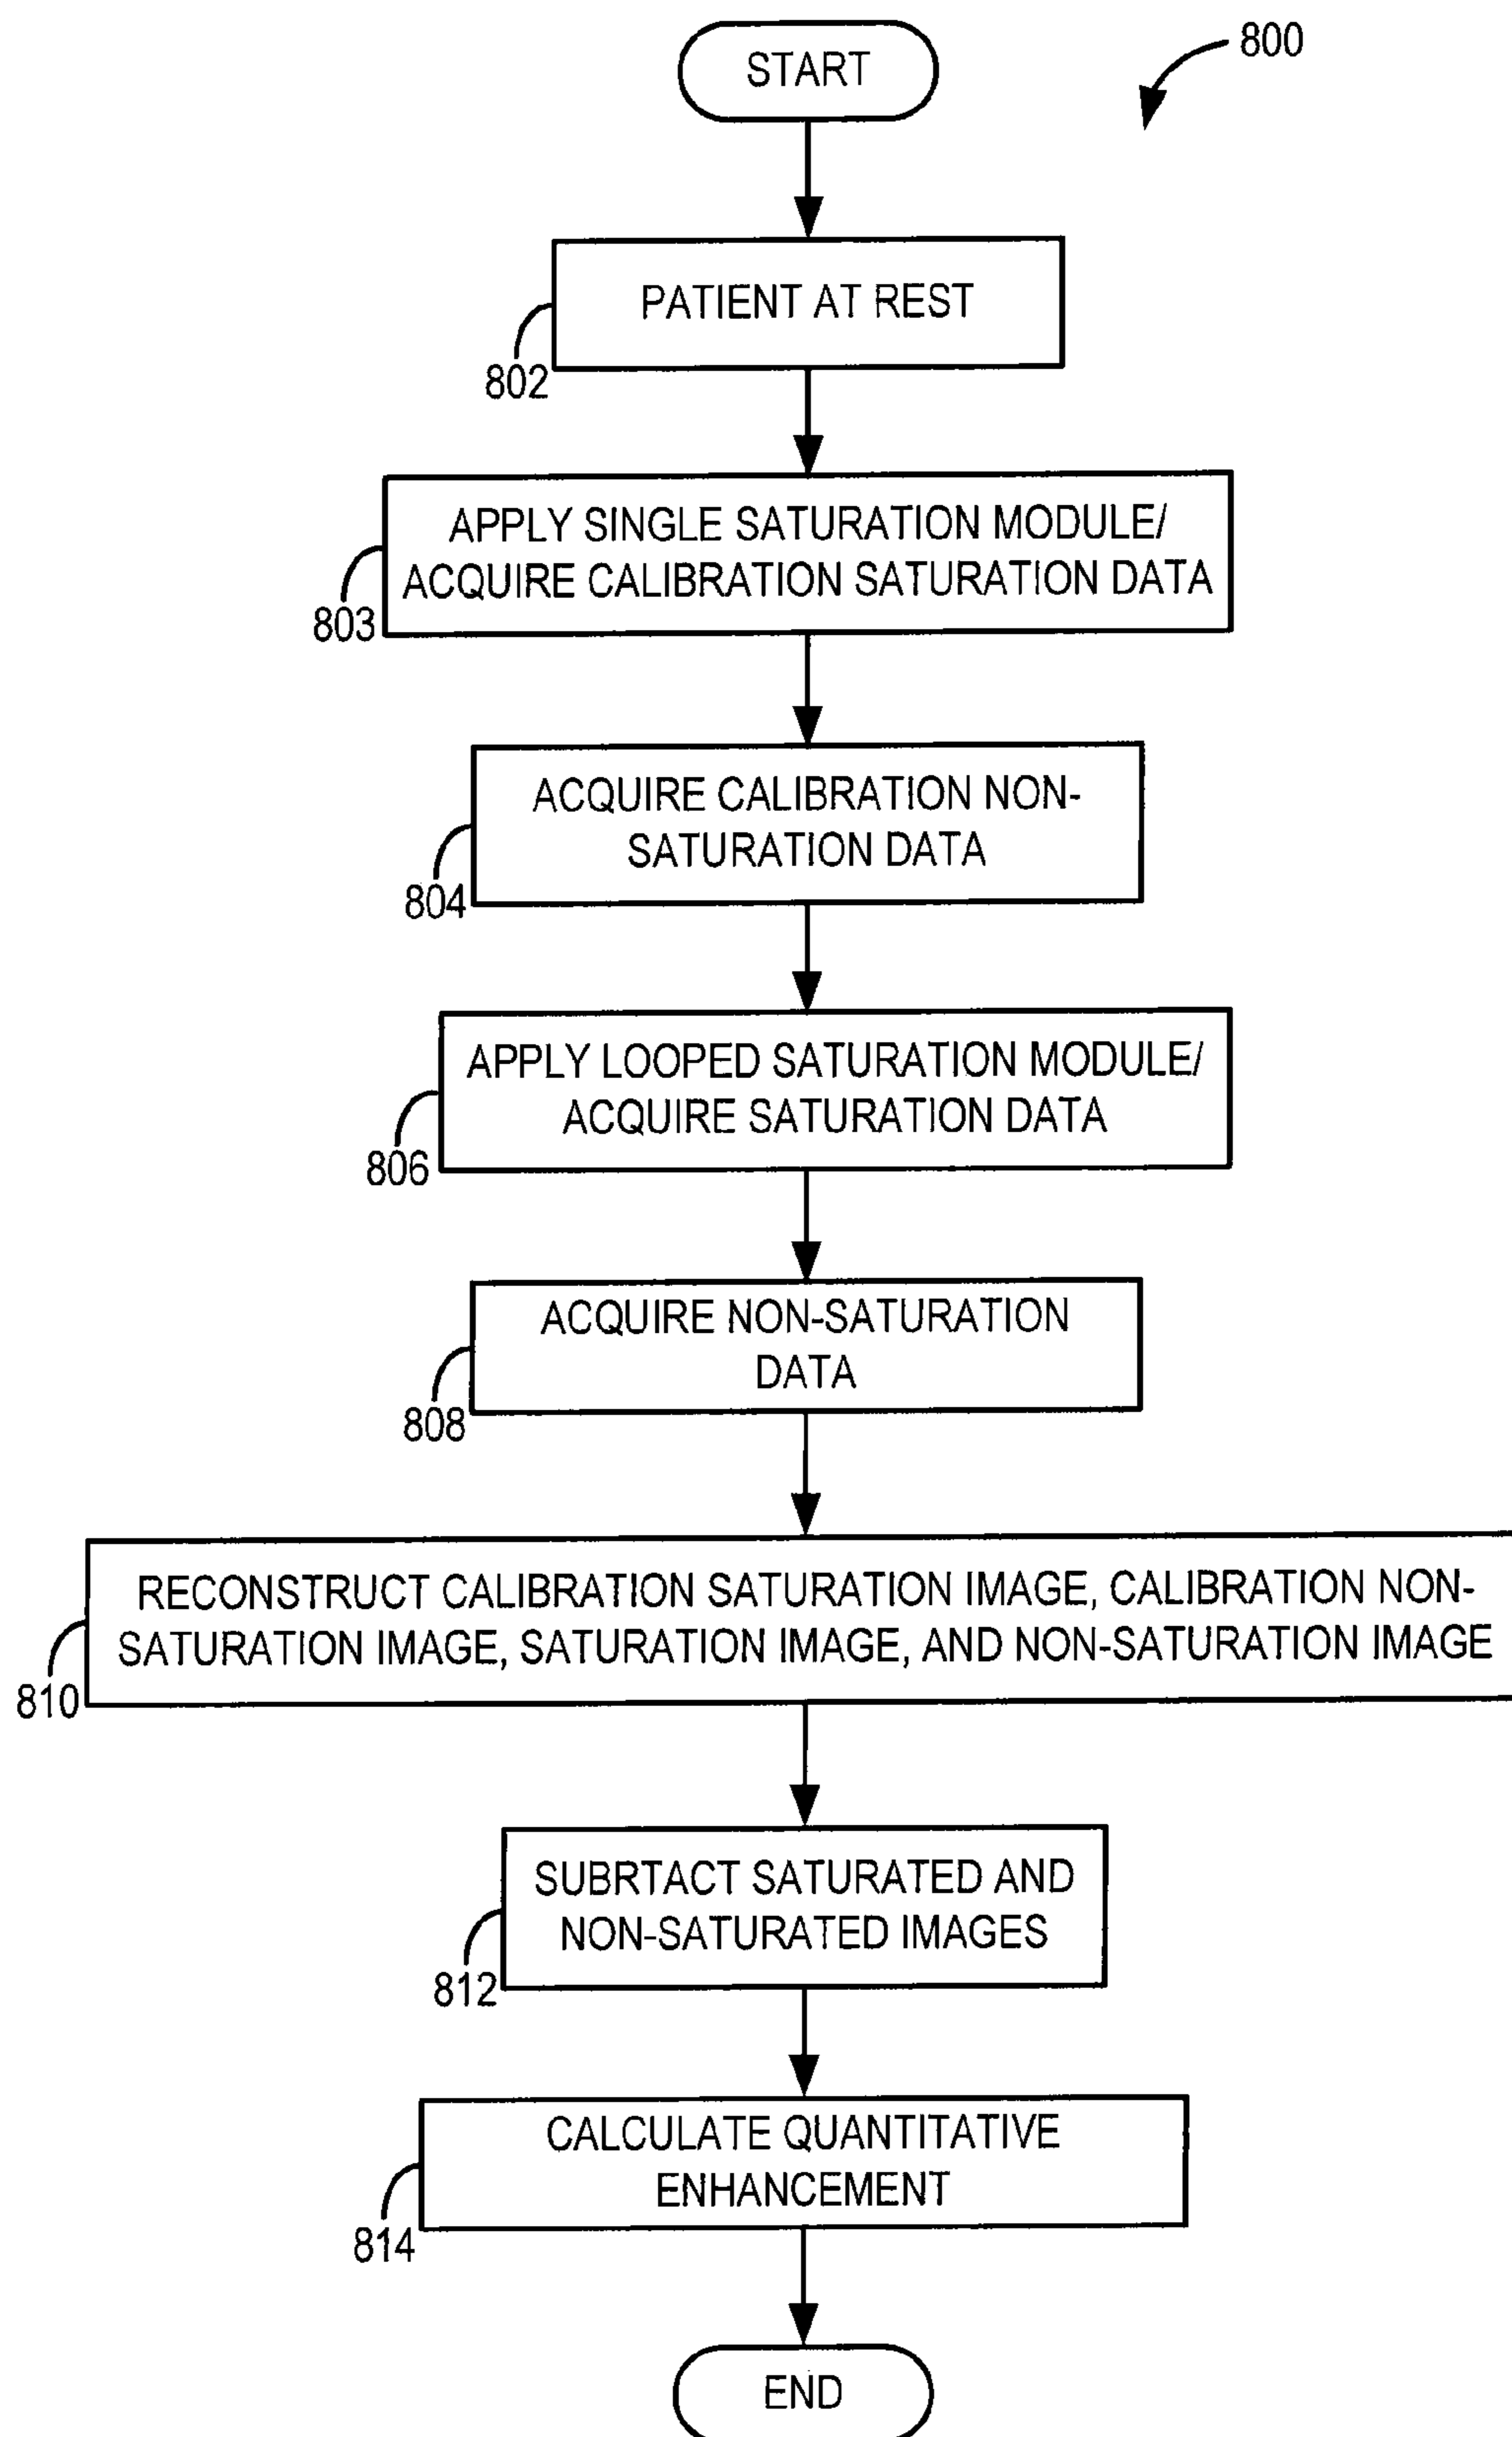 START
800
PATIENT AT REST
802
APPLY SINGLE SATURATION MODULE/
ACQUIRE CALIBRATION SATURATION DATA
803
ACQUIRE CALIBRATION NON-
SATURATION DATA
804
APPLY LOOPED SATURATION MODULE/
ACQUIRE SATURATION DATA
806
ACQUIRE NON-SATURATION
DATA
808
RECONSTRUCT CALIBRATION SATURATION IMAGE, CALIBRATION NON-
SATURATION IMAGE, SATURATION IMAGE, AND NON-SATURATION IMAGE
810
SUBRTACT SATURATED AND
NON-SATURATED IMAGES
812
CALCULATE QUANTITATIVE
ENHANCEMENT
814
END